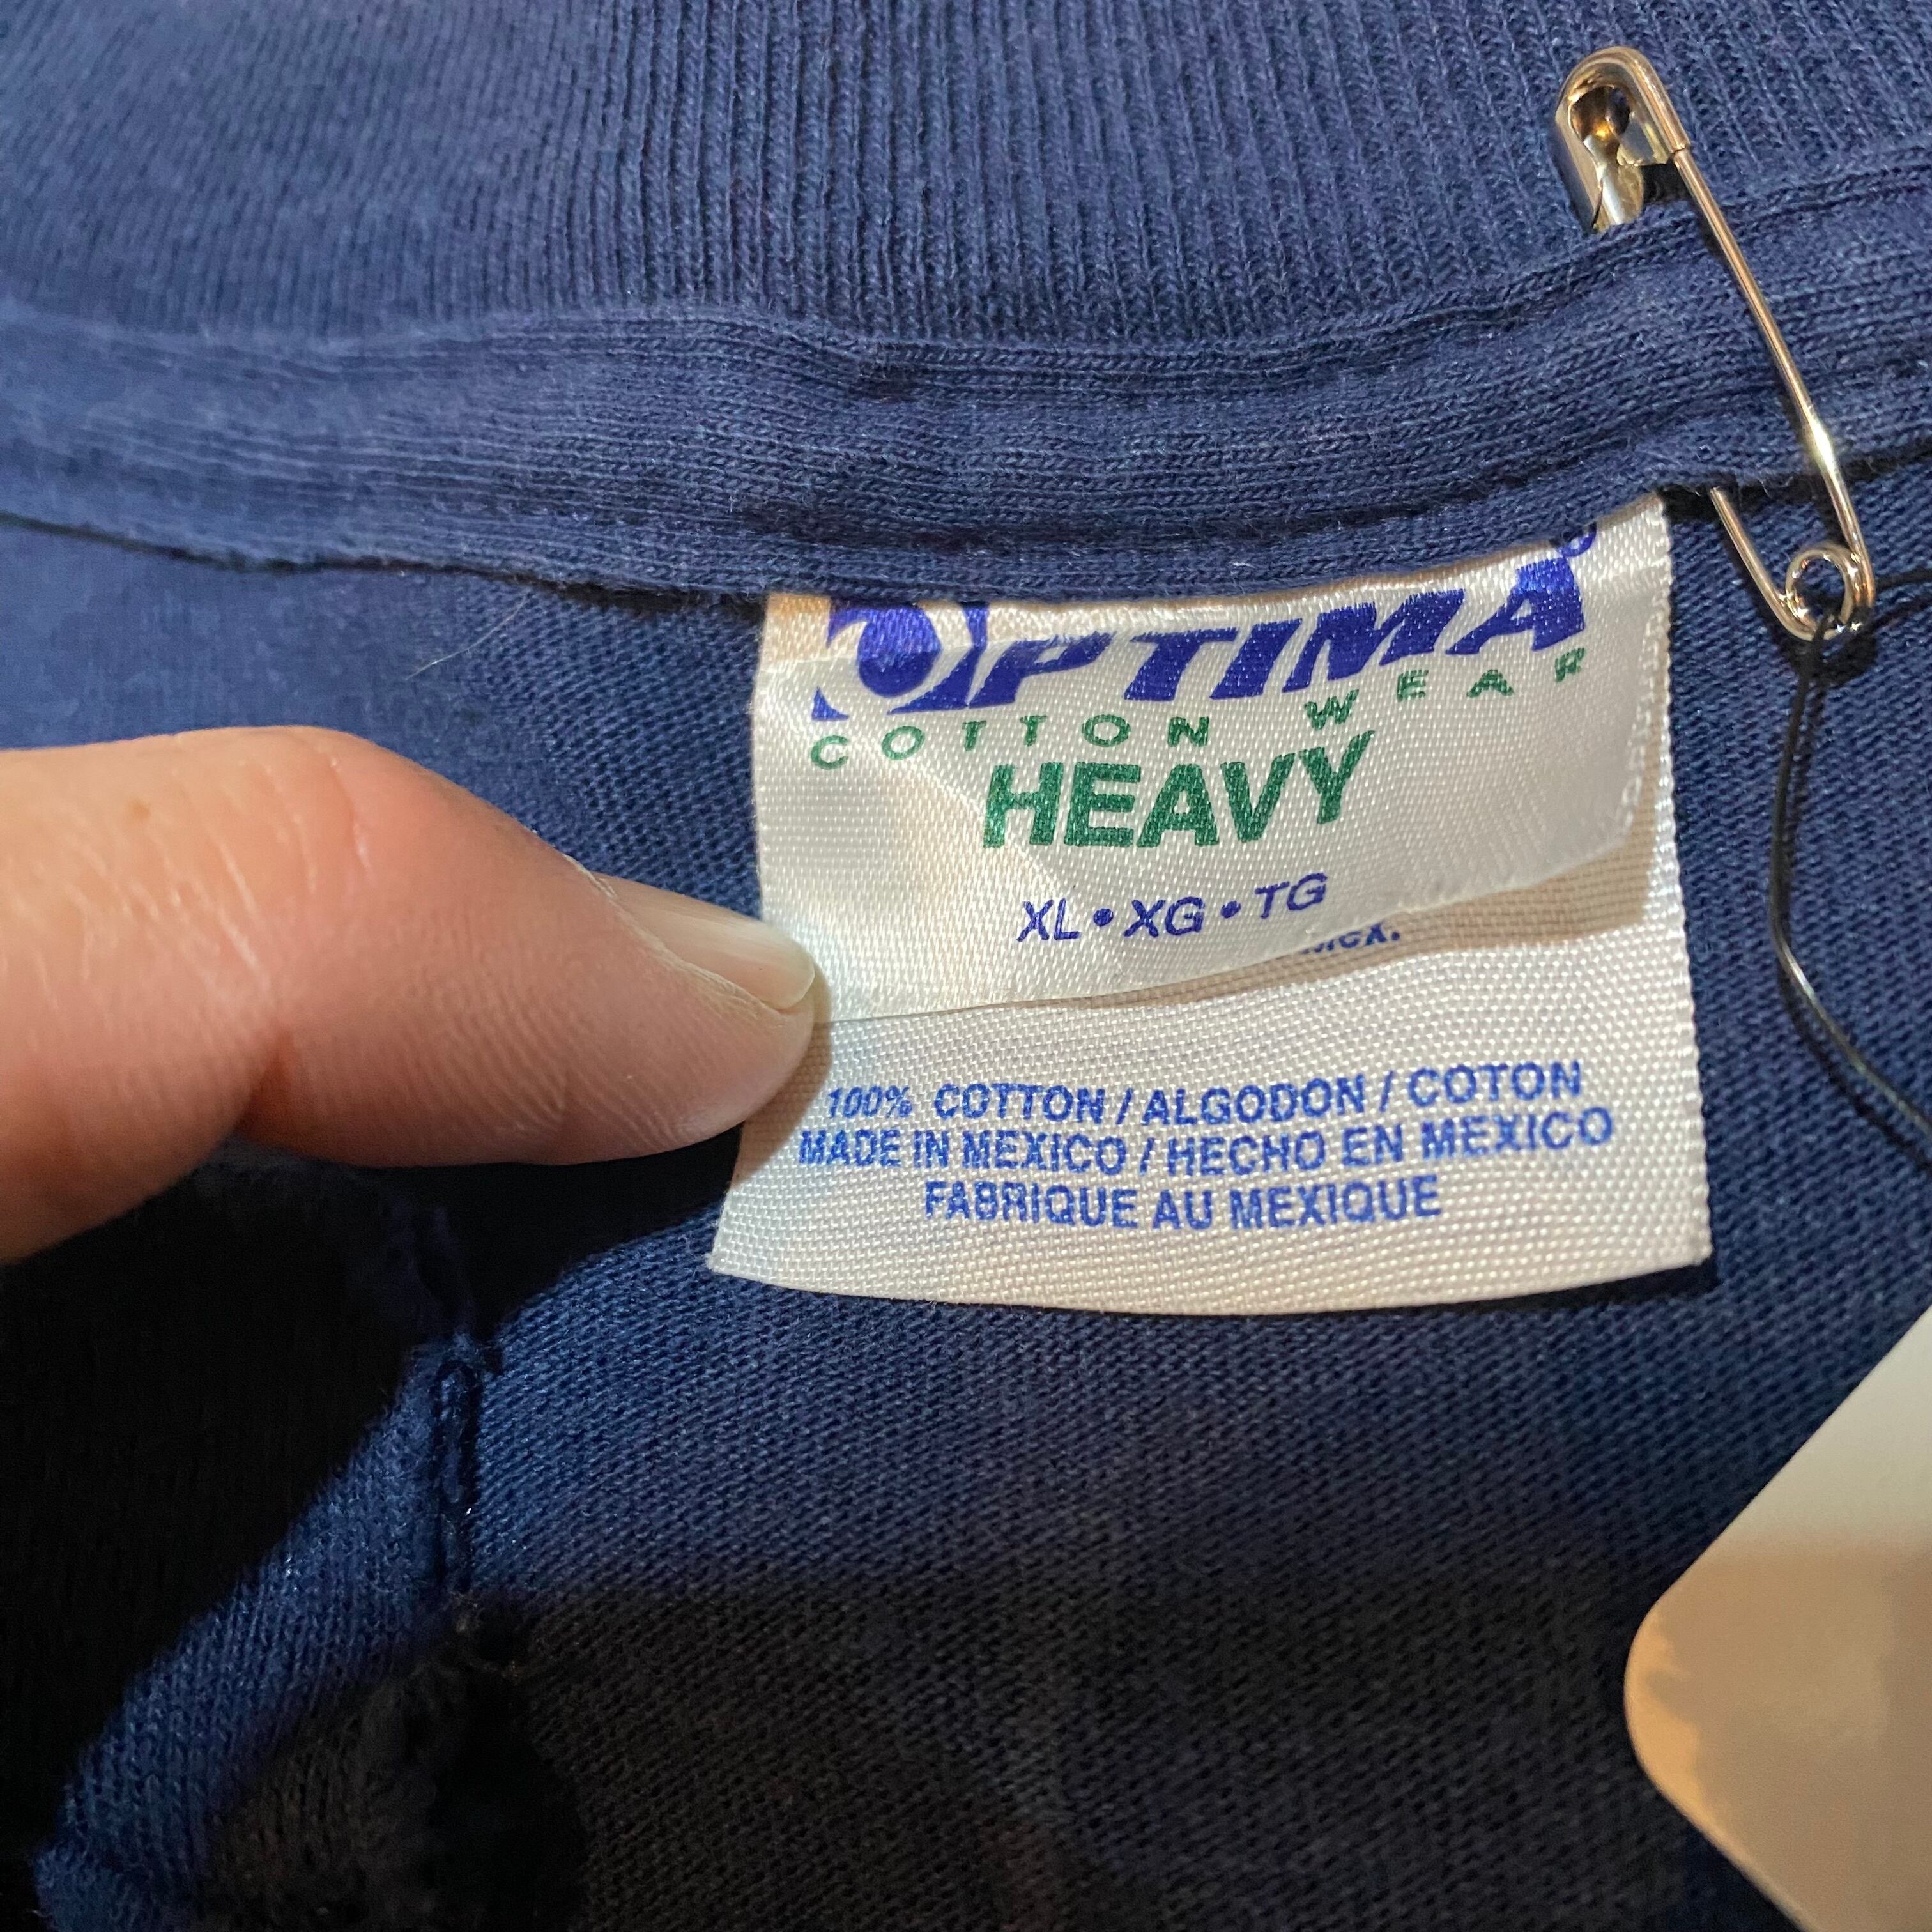 OPTIMA
COTTON WEAR
HEAVY
XL • XG • TG
100% COTTON / ALGODON / COTON
MADE IN MEXICO / HECHO EN MEXICO
FABRIQUE AU MEXIQUE